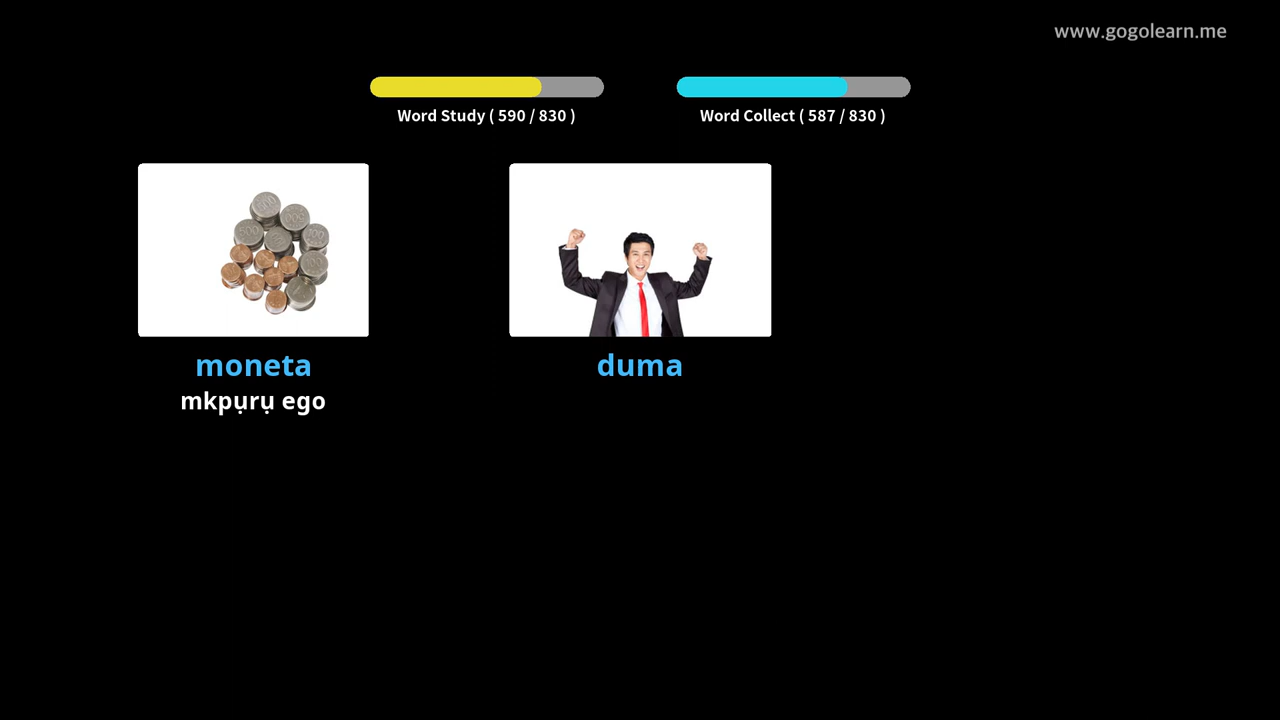 www.gogolearn.me
Word Study ( 590 / 830 )
Word Collect ( 587 / 830 )
moneta
mkpụrụ ego
duma